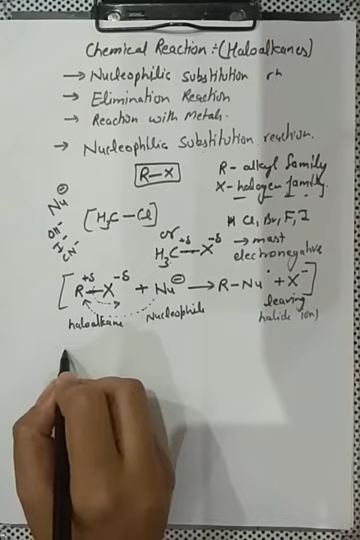 Chemical Reaction :- (Haloalkanes)
→ Nucleophilic substitution rn
→ Elimination Reaction
→ Reaction with Metals.
→ Nucleophilic Substitution reaction.
R—X
R - alkyl family
X - halogen family.
Nu⊖
OH⁻
CN⁻
[H₃C—Cl]
Cl, Br, F, I
or
H₃C^{+δ}—X^{-δ}
→ most electronegative
[R^{+δ}—X^{-δ} + Nu⊖ → R-Nu + X⁻]
haloalkane
Nucleophile
leaving
halide ion)